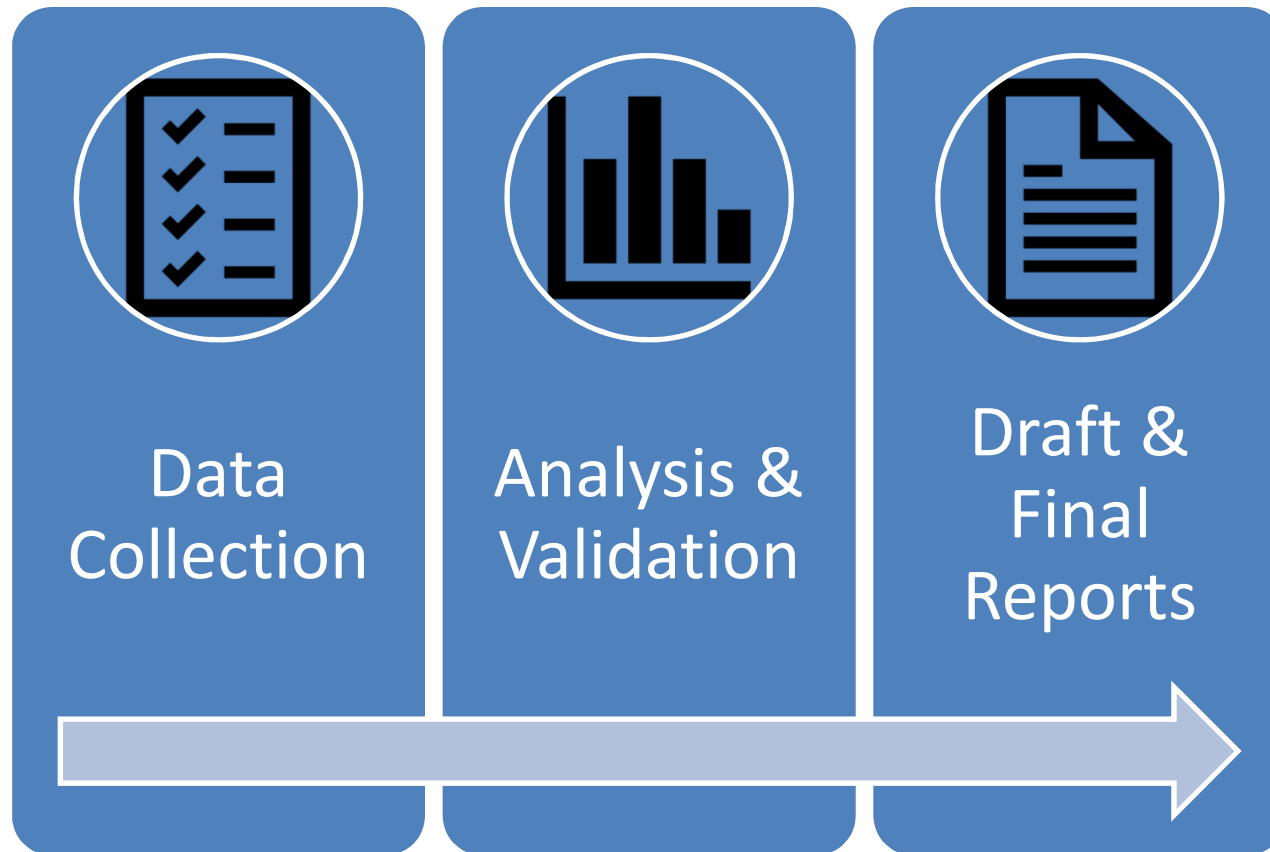 Data
Collection
Analysis &
Validation
Draft &
Final
Reports